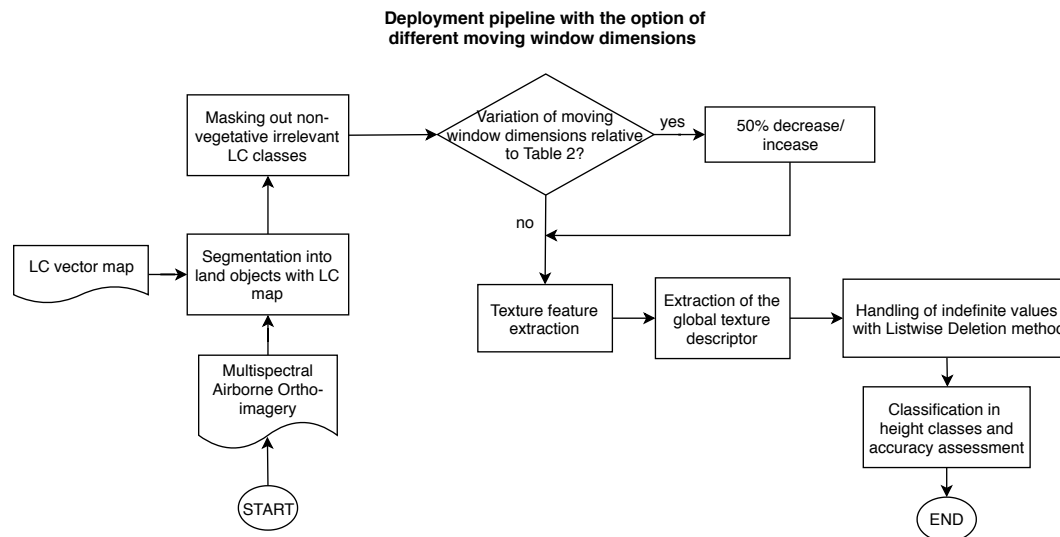 Deployment pipeline with the option of
different moving window dimensions
Masking out non-
vegetative irrelevant
LC classes
Variation of moving
window dimensions relative
to Table 2?
yes
50% decrease/
incease
no
LC vector map
Segmentation into
land objects with LC
map
Texture feature
extraction
Extraction of the
global texture
descriptor
Handling of indefinite values
with Listwise Deletion method
Multispectral
Airborne Ortho-
imagery
Classification in
height classes and
accuracy assessment
START
END